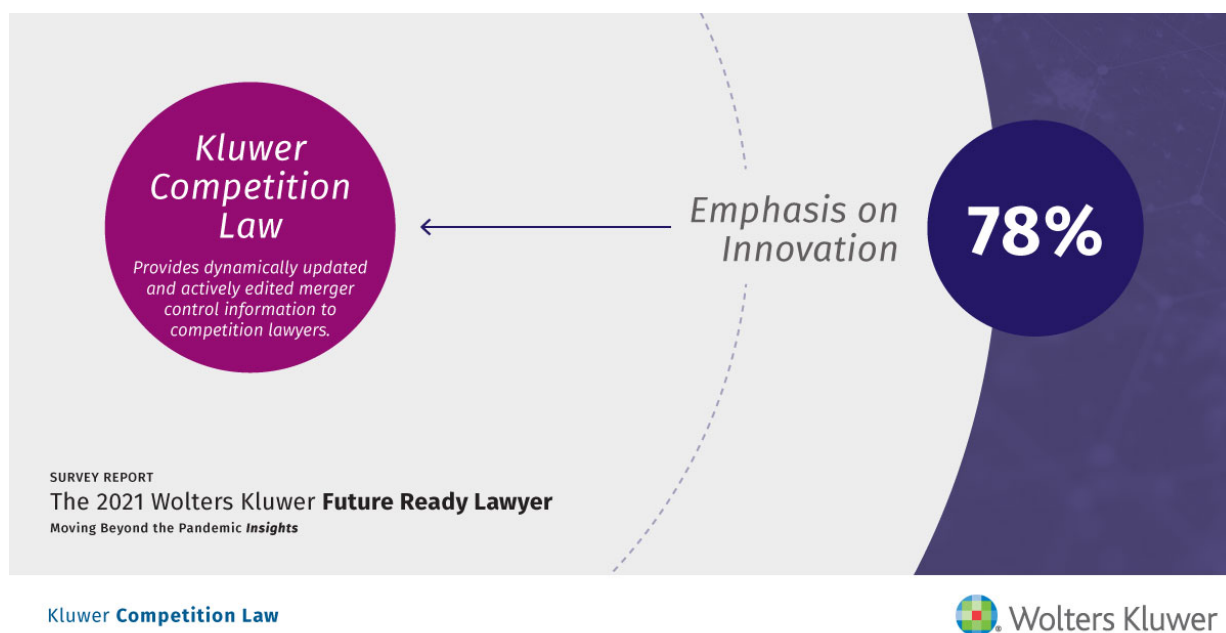 Kluwer
Competition
Law
Provides dynamically updated
and actively edited merger
control information to
competition lawyers.
Emphasis on
Innovation
78%
SURVEY REPORT
The 2021 Wolters Kluwer Future Ready Lawyer
Moving Beyond the Pandemic Insights
Kluwer Competition Law
Wolters Kluwer